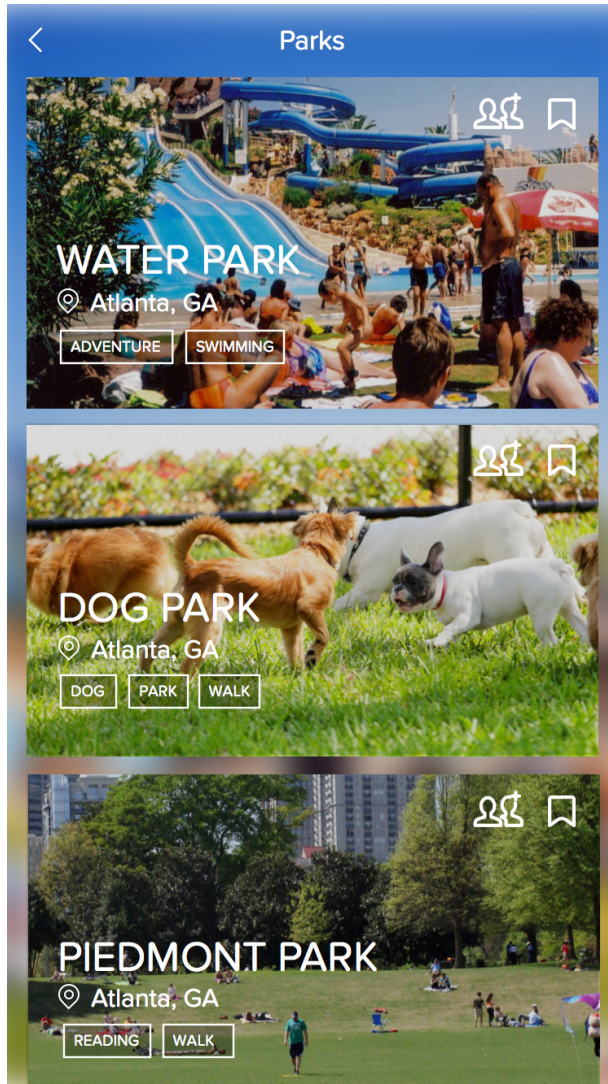 Parks
WATER PARK
Atlanta, GA
ADVENTURE SWIMMING
DOG PARK
Atlanta, GA
DOG PARK WALK
PIEDMONT PARK
Atlanta, GA
READING WALK